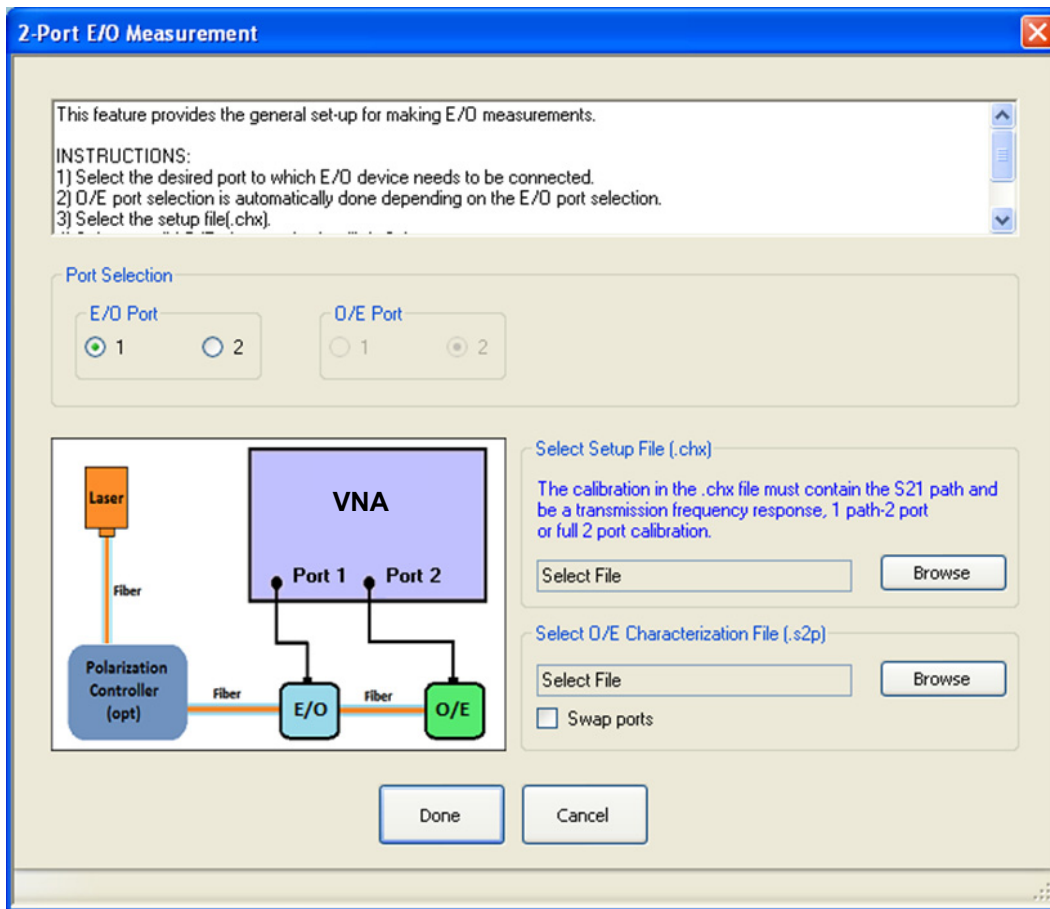 2-Port E/O Measurement
This feature provides the general set-up for making E/O measurements.
INSTRUCTIONS:
1) Select the desired port to which E/O device needs to be connected.
2) O/E port selection is automatically done depending on the E/O port selection.
3) Select the setup file(.chx).
Port Selection
E/O Port
O/E Port
1
2
1
2
Laser
Fiber
VNA
Port 1
Port 2
Polarization
Controller
(opt)
Fiber
E/O
Fiber
O/E
Select Setup File (.chx)
The calibration in the .chx file must contain the S21 path and
be a transmission frequency response, 1 path-2 port
or full 2 port calibration.
Select File
Browse
Select O/E Characterization File (.s2p)
Select File
Browse
Swap ports
Done
Cancel